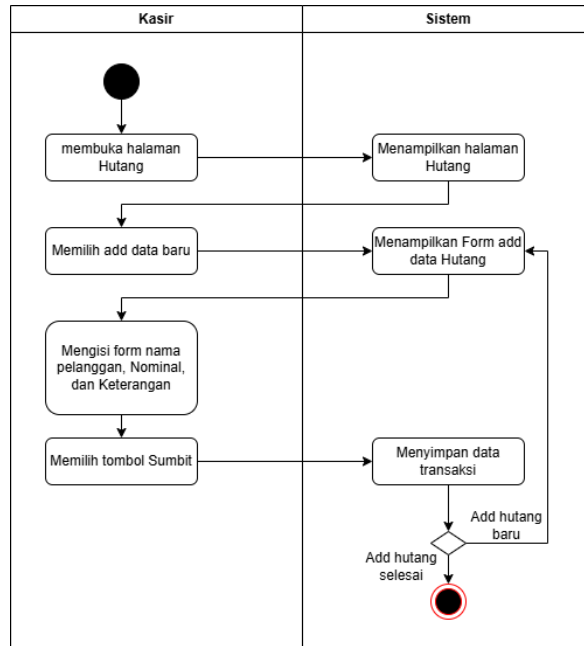 Kasir
Sistem
membuka halaman
Hutang
Menampilkan halaman
Hutang
Memilih add data baru
Menampilkan Form add
data Hutang
Mengisi form nama
pelanggan, Nominal,
dan Keterangan
Memilih tombol Sumbit
Menyimpan data
transaksi
Add hutang
baru
Add hutang
selesai